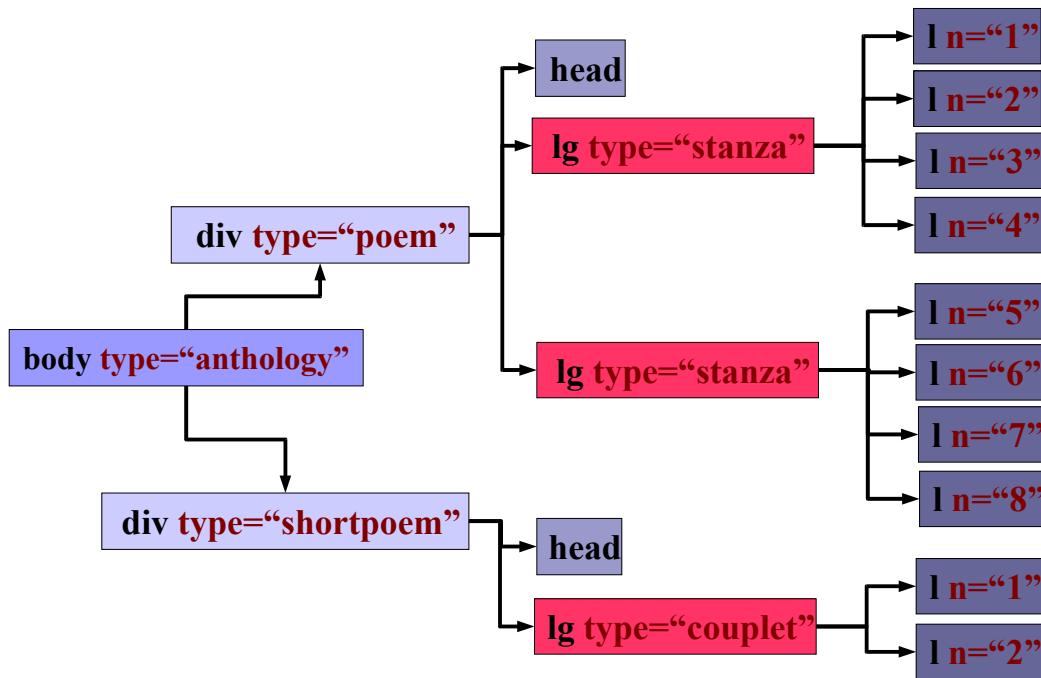 l n=“1”
head
l n=“2”
lg type=“stanza”
l n=“3”
l n=“4”
div type=“poem”
l n=“5”
body type=“anthology”
lg type=“stanza”
l n=“6”
l n=“7”
l n=“8”
div type=“shortpoem”
head
l n=“1”
lg type=“couplet”
l n=“2”